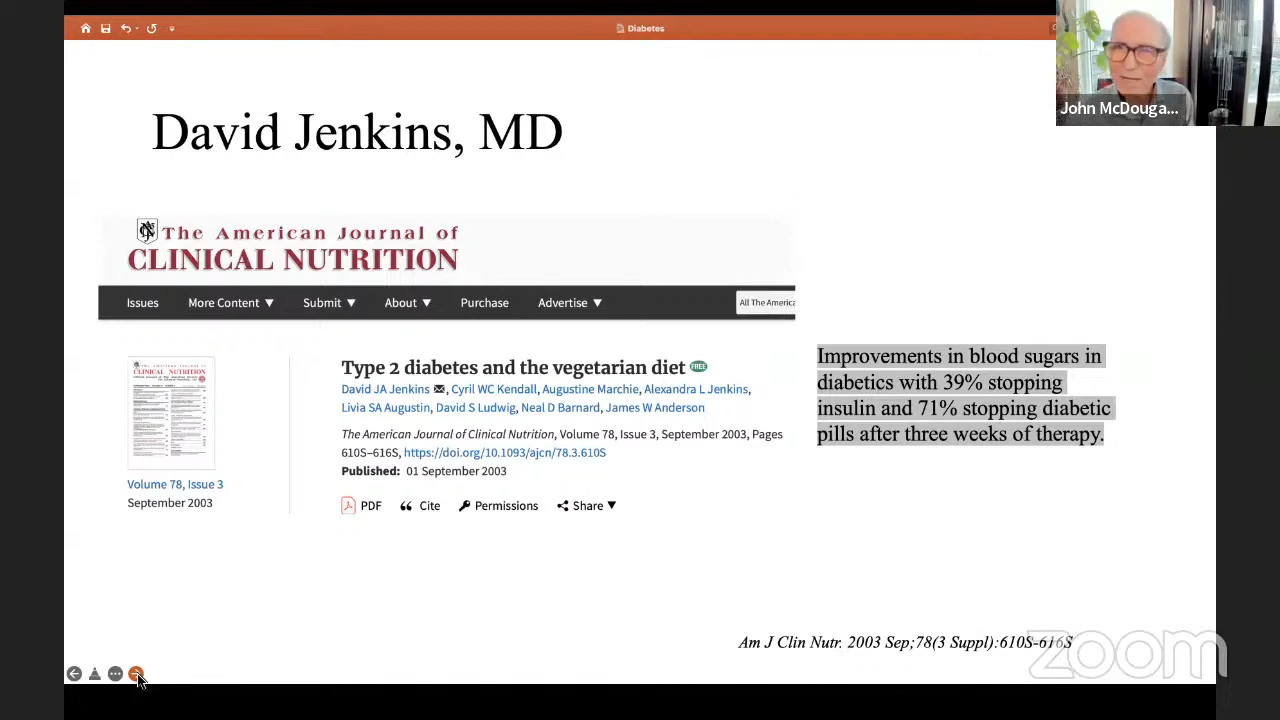 Diabetes
John McDouga...
David Jenkins, MD
The American Journal of
CLINICAL NUTRITION
Issues More Content ▼ Submit ▼ About ▼ Purchase Advertise ▼ All The America
Type 2 diabetes and the vegetarian diet FREE
David JA Jenkins, Cyril WC Kendall, Augustine Marchie, Alexandra L Jenkins,
Livia SA Augustin, David S Ludwig, Neal D Barnard, James W Anderson
The American Journal of Clinical Nutrition, Volume 78, Issue 3, September 2003, Pages
610S–616S, https://doi.org/10.1093/ajcn/78.3.610S
Published: 01 September 2003
Volume 78, Issue 3
September 2003
PDF Cite Permissions Share ▼
Improvements in blood sugars in
diabetics with 39% stopping
insulin and 71% stopping diabetic
pills after three weeks of therapy.
Am J Clin Nutr. 2003 Sep;78(3 Suppl):610S-616S
zoom